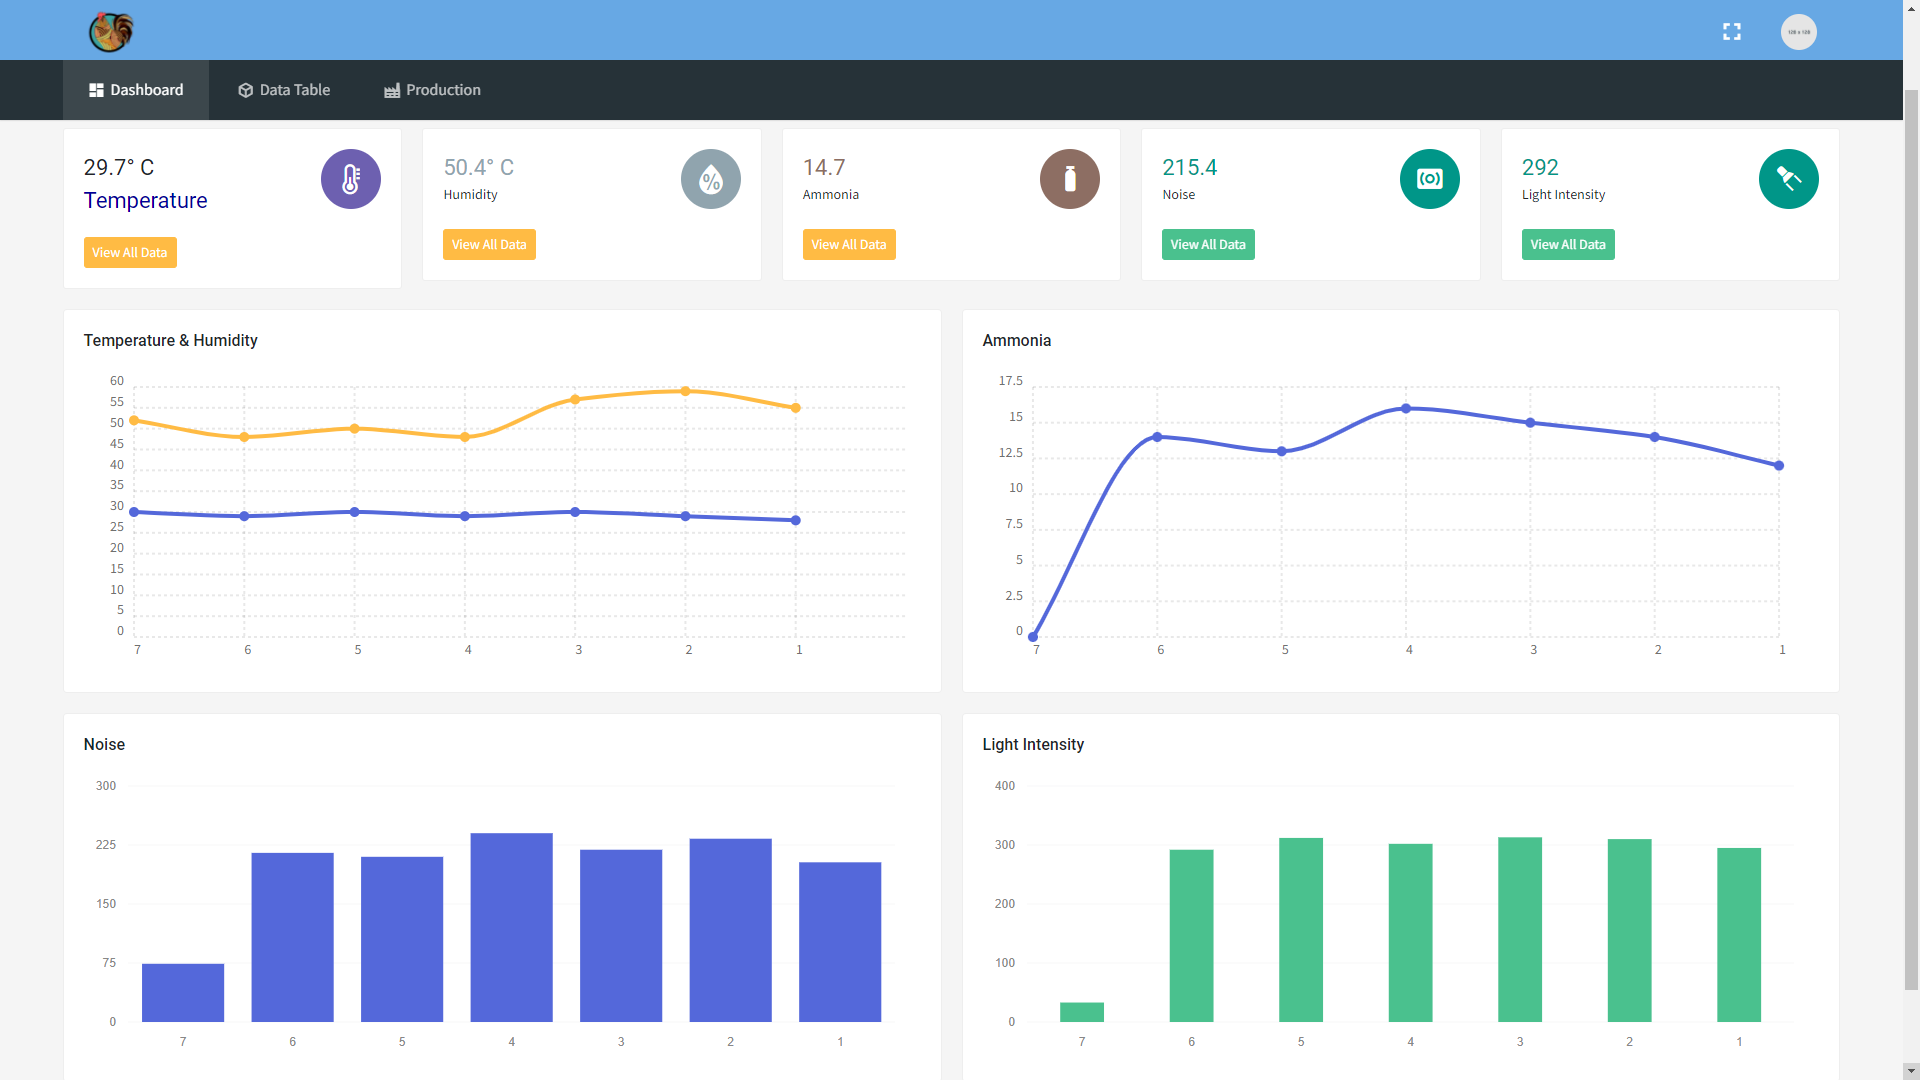 128 x 128
Dashboard
Data Table
Production
29.7° C
Temperature
View All Data
50.4° C
Humidity
View All Data
14.7
Ammonia
View All Data
215.4
Noise
View All Data
292
Light Intensity
View All Data
Temperature & Humidity
60
55
50
45
40
35
30
25
20
15
10
5
0
7 6 5 4 3 2 1
Ammonia
17.5
15
12.5
10
7.5
5
2.5
0
7 6 5 4 3 2 1
Noise
300
225
150
75
0
7 6 5 4 3 2 1
Light Intensity
400
300
200
100
0
7 6 5 4 3 2 1